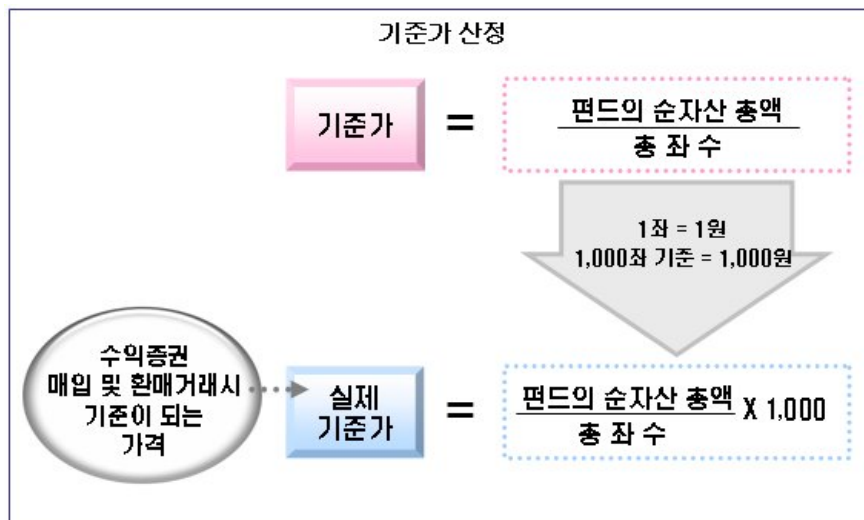 기준가 산정
기준가 = 펀드의 순자산 총액
총 좌 수
1좌 = 1원
1,000좌 기준 = 1,000원
수익증권
매입 및 환매거래시
기준이 되는
가격
실제
기준가
= 펀드의 순자산 총액 X 1,000
총 좌 수